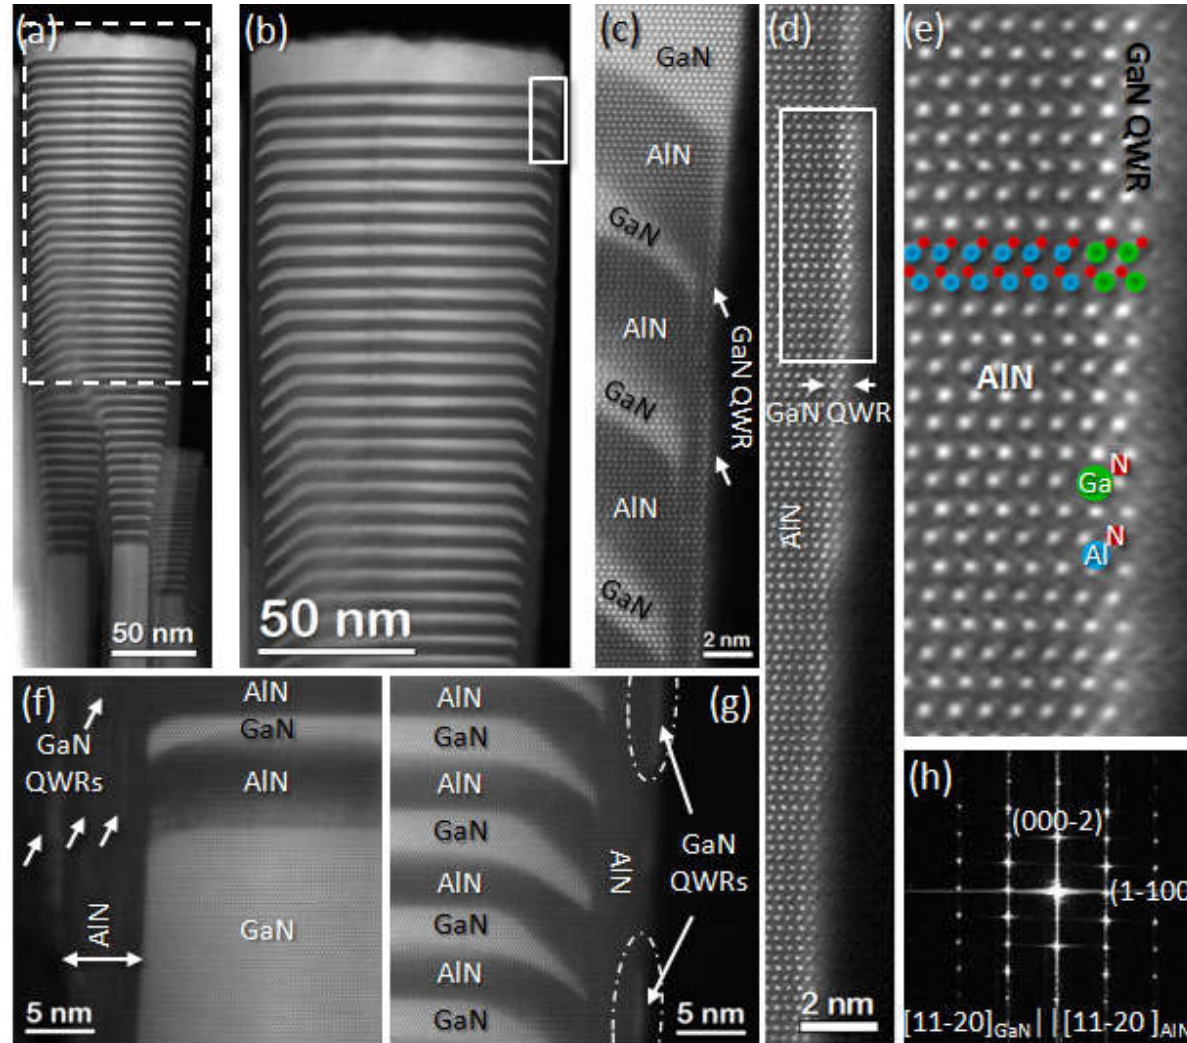 (a)
50 nm
(b)
50 nm
(c)
GaN
AlN
GaN
AlN
GaN
AlN
GaN
GaN QWR
2 nm
(d)
GaN QWR
AlN
2 nm
(e)
GaN QWR
AlN
Ga
N
Al
N
(f)
GaN
QWRs
AlN
GaN
AlN
GaN
AlN
5 nm
(g)
AlN
GaN
AlN
GaN
AlN
GaN
AlN
GaN
AlN
GaN
QWRs
5 nm
(h)
(000-2)
(1-100
[11-20]GaN||[11-20]AlN